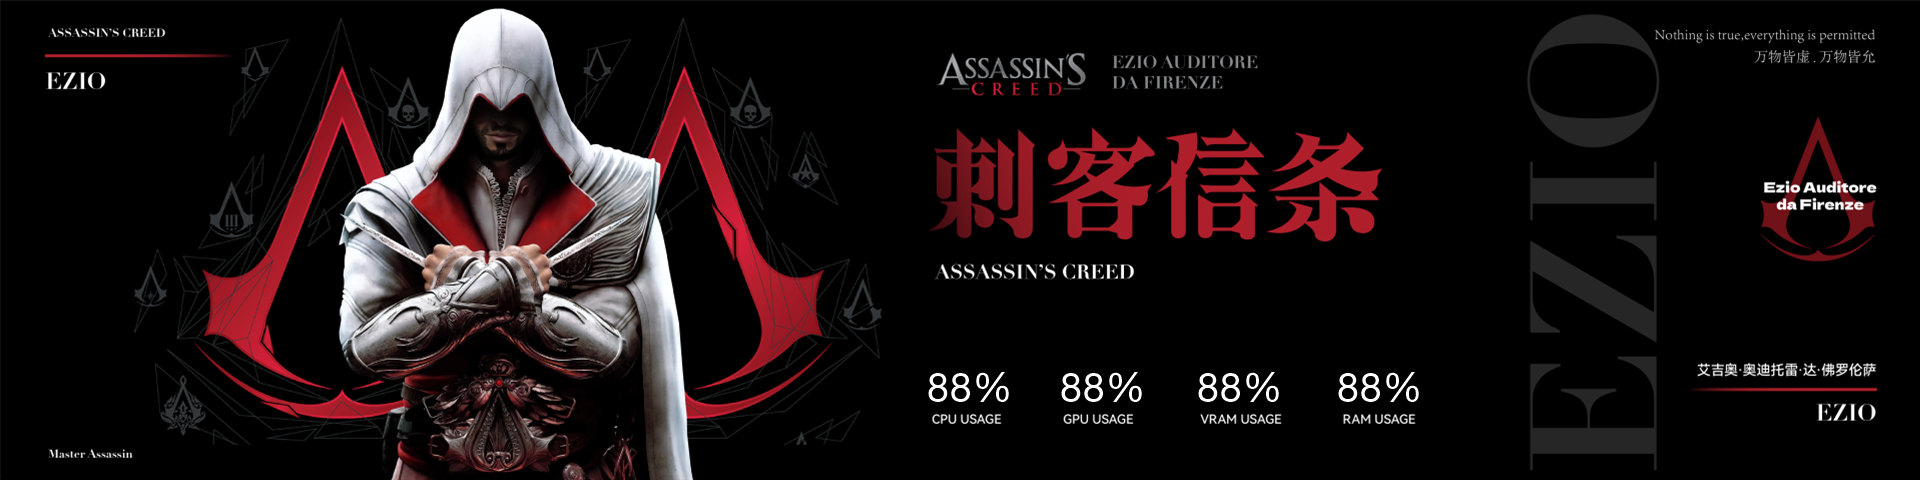 ASSASSIN'S CREED
EZIO
Master Assassin
ASSASSIN'S
CREED
EZIO AUDITORE
DA FIRENZE
刺客信条
ASSASSIN'S CREED
88%
CPU USAGE
88%
GPU USAGE
88%
VRAM USAGE
88%
RAM USAGE
EZIO
Nothing is true,everything is permitted
万物皆虚 . 万物皆允
Ezio Auditore
da Firenze
艾吉奥·奥迪托雷·达·佛罗伦萨
EZIO